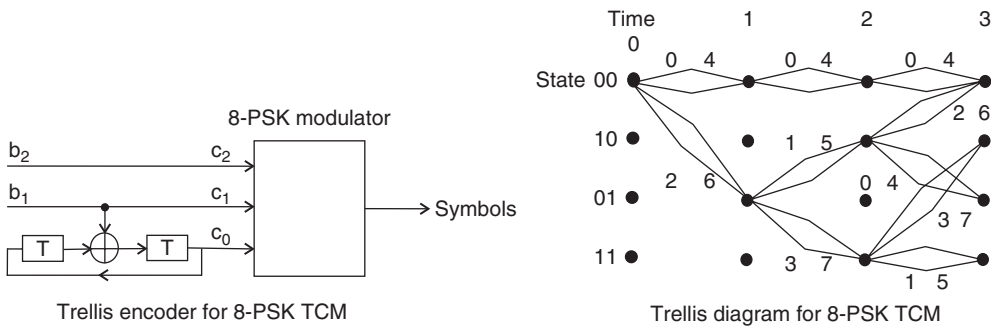 8-PSK modulator
b2
c2
b1
c1
c0
T
T
Symbols
Trellis encoder for 8-PSK TCM
Time
0
1
2
3
State 00
10
01
11
0 4
0 4
0 4
2 6
1 5
2 6
0 4
3 7
3 7
1 5
Trellis diagram for 8-PSK TCM